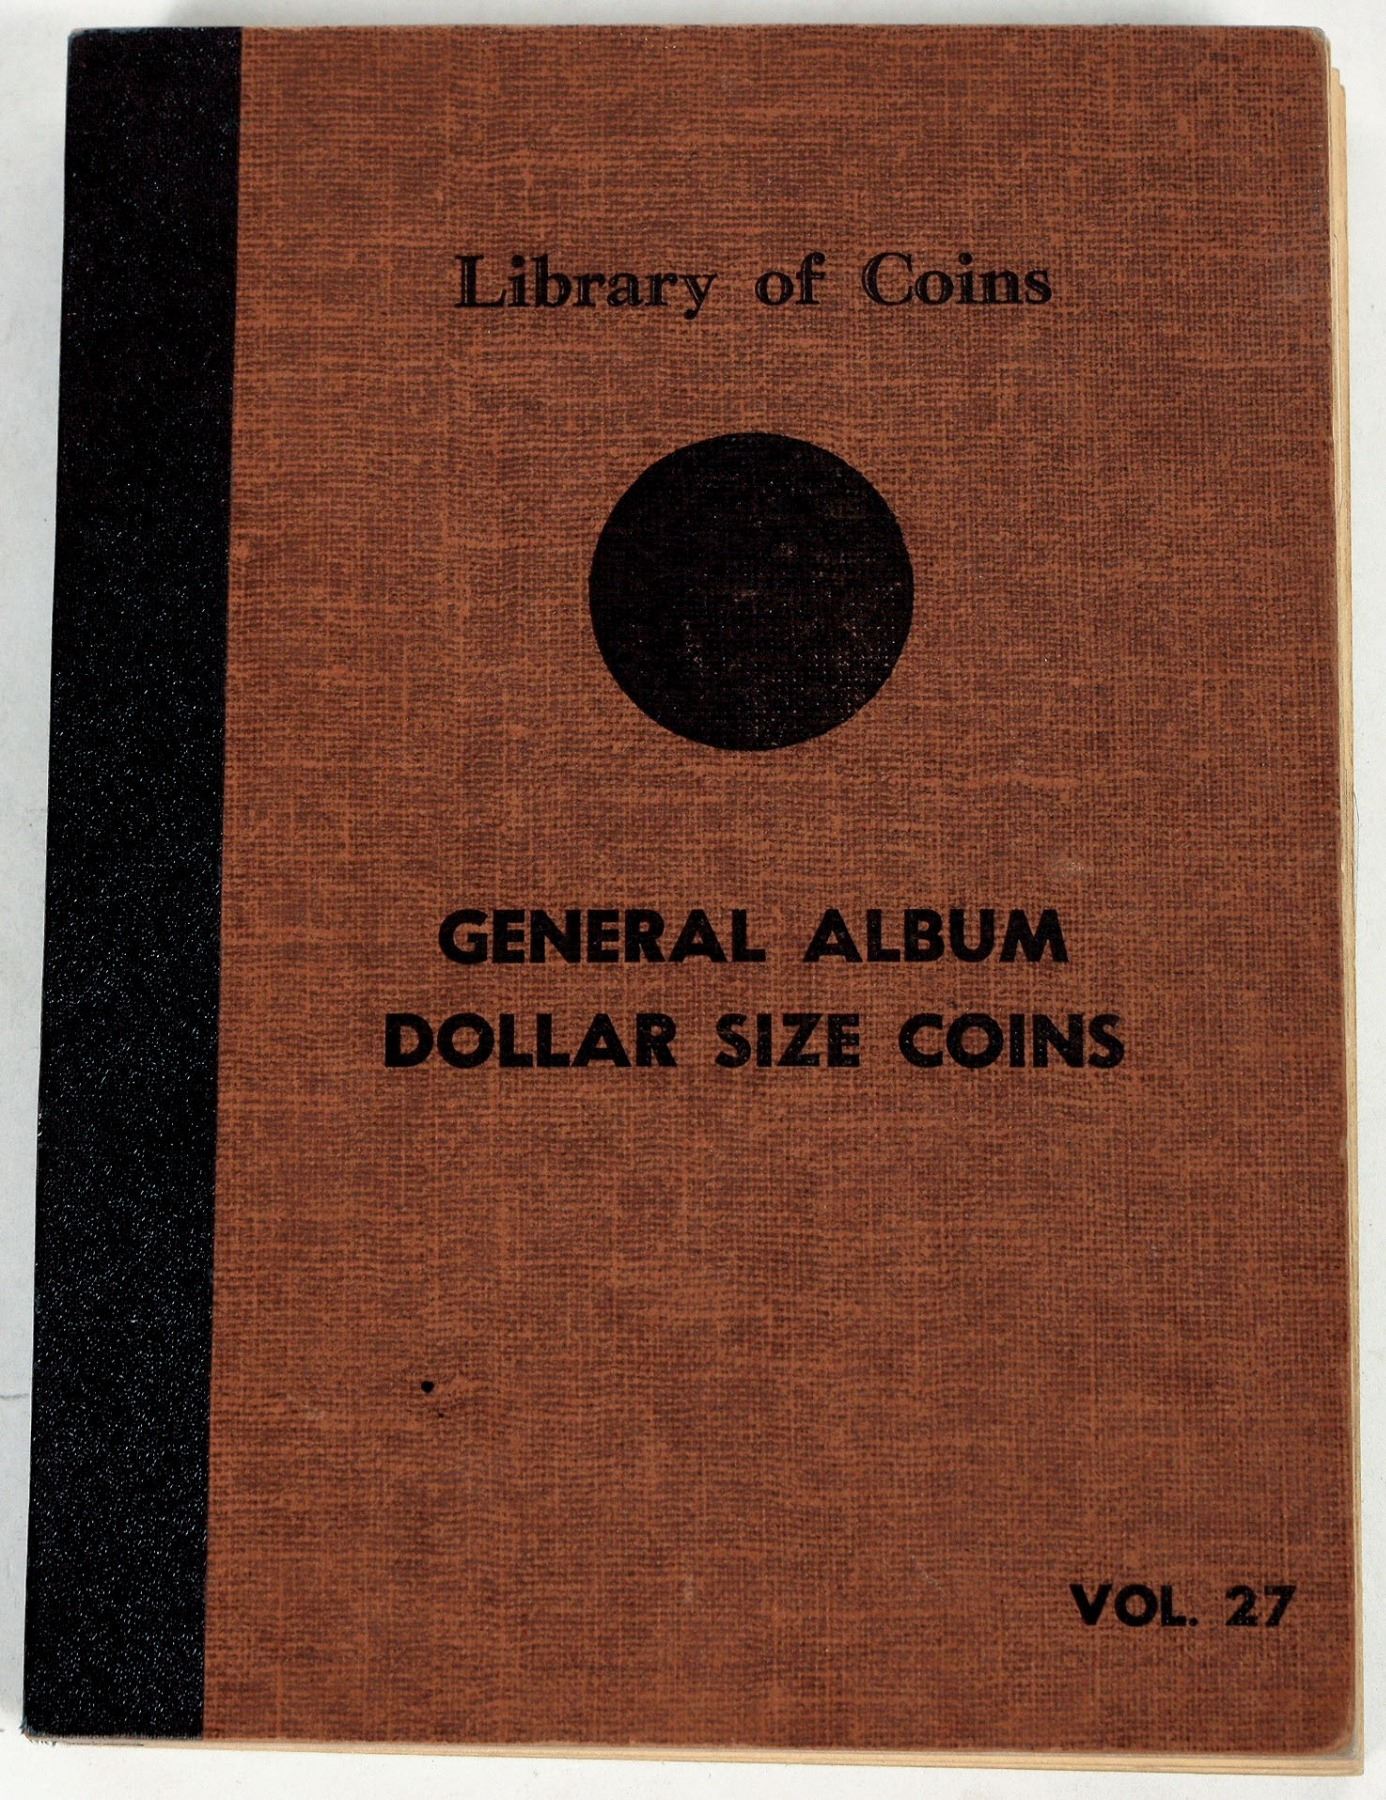 Library of Coins
GENERAL ALBUM
DOLLAR SIZE COINS
VOL. 27